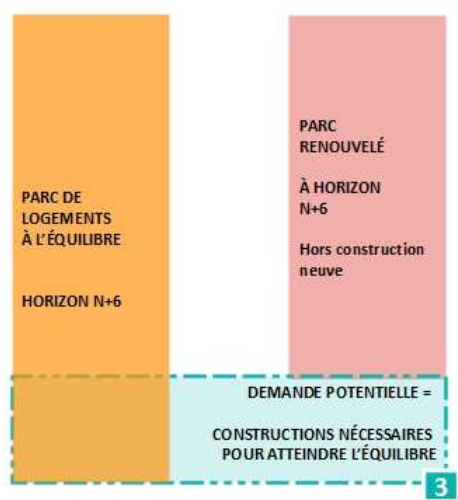 PARC DE
LOGEMENTS
À L'ÉQUILIBRE
HORIZON N+6
PARC
RENOUVELÉ
À HORIZON
N+6
Hors construction
neuve
DEMANDE POTENTIELLE =
CONSTRUCTIONS NÉCESSAIRES
POUR ATTEINDRE L'ÉQUILIBRE
3